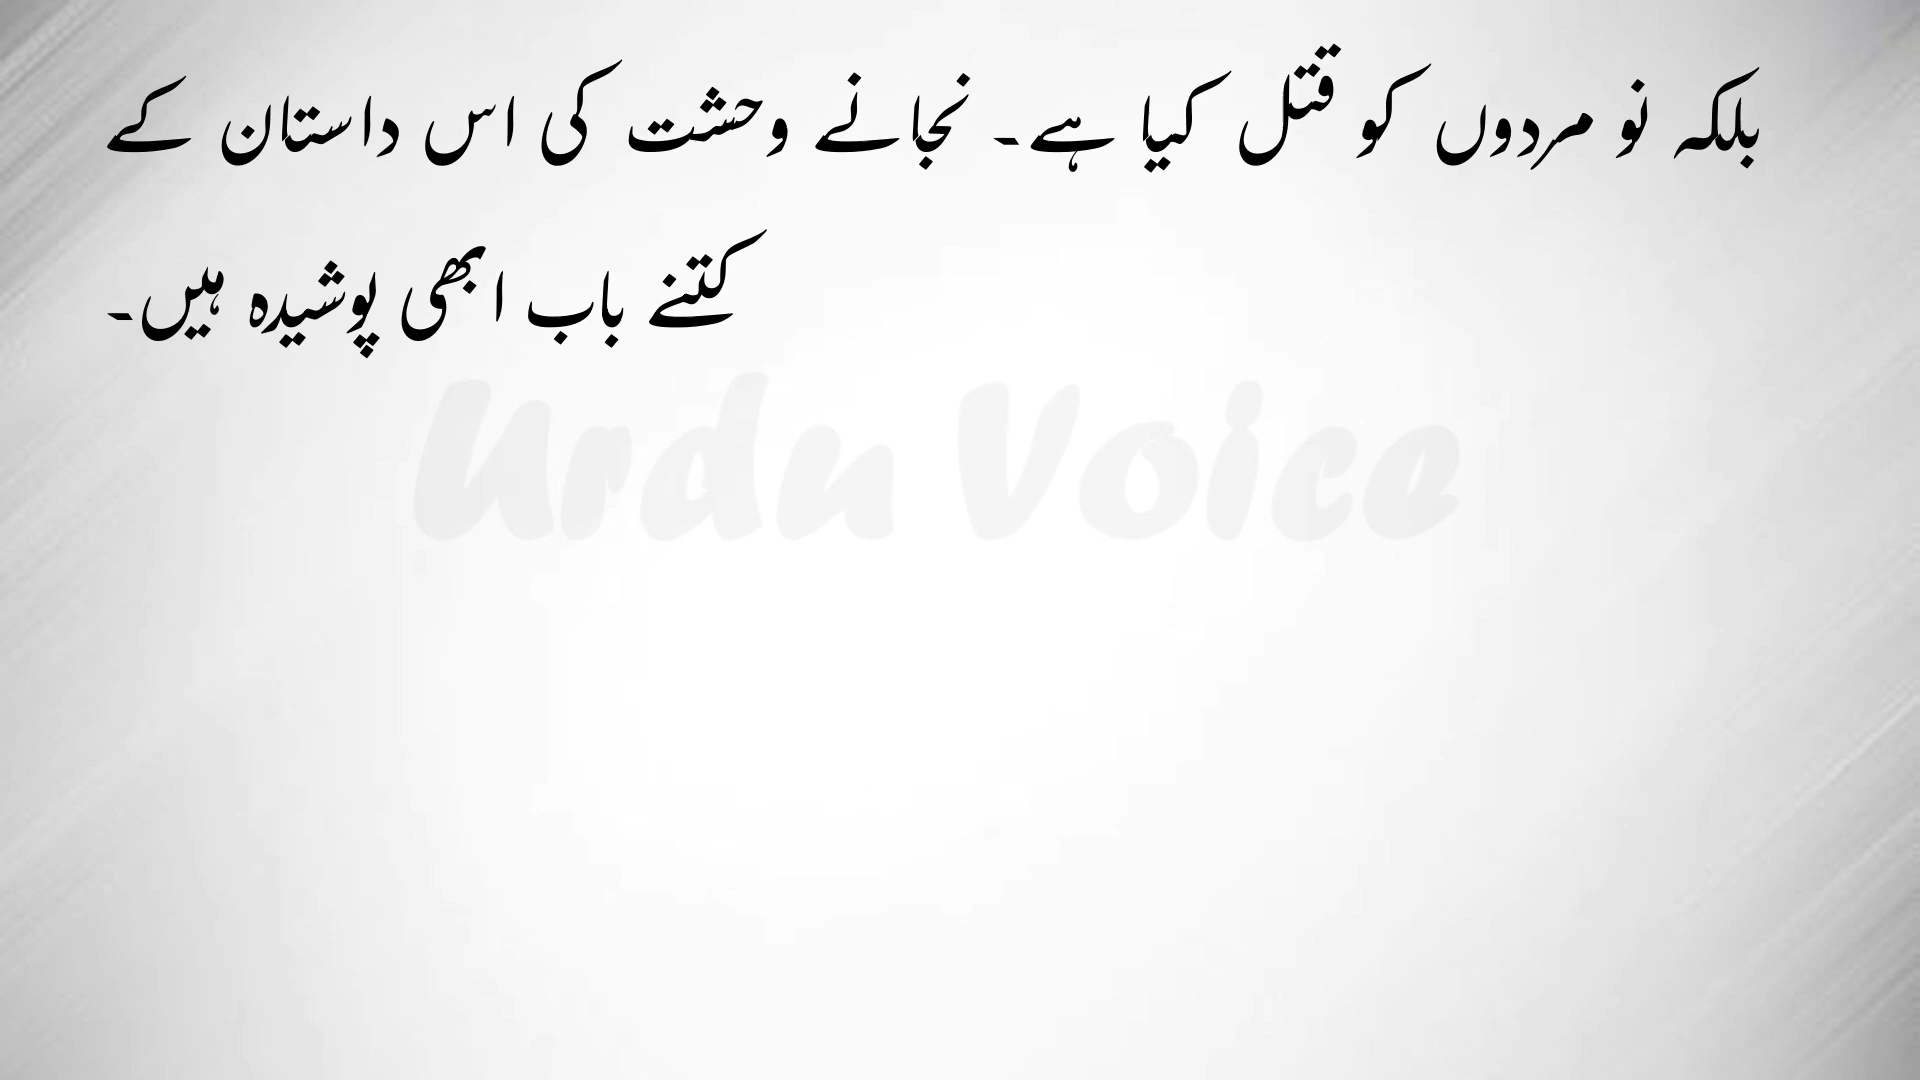 بلکہ نو مردوں کو قتل کیا ہے۔ نجانے وحشت کی اس داستان کے
کتنے باب ابھی پوشیدہ ہیں۔
Urdu Voice